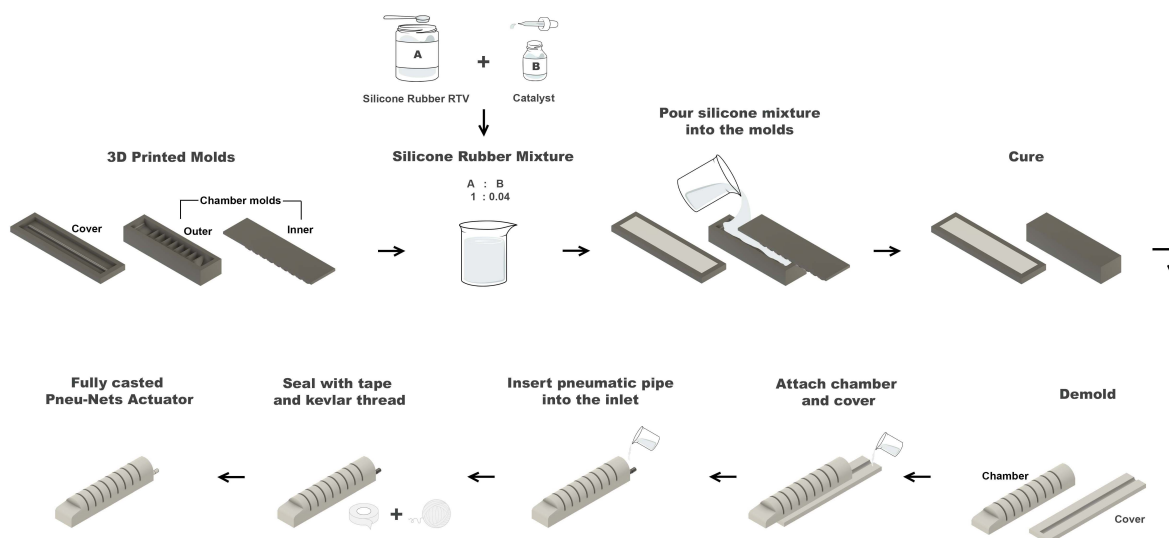 A
+
B
Silicone Rubber RTV
Catalyst
3D Printed Molds
Cover
Chamber molds
Outer
Inner
Silicone Rubber Mixture
A : B
1 : 0.04
Pour silicone mixture
into the molds
Cure
Demold
Chamber
Cover
Attach chamber
and cover
Insert pneumatic pipe
into the inlet
Seal with tape
and kevlar thread
+
Fully casted
Pneu-Nets Actuator